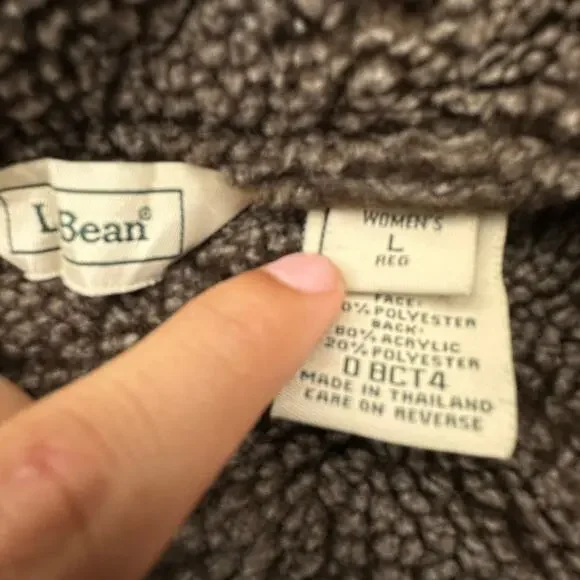 L Bean®
WOMEN'S
L
REG
FACE:
0% POLYESTER
BACK:
80% ACRYLIC
20% POLYESTER
0BCT4
MADE IN THAILAND
CARE ON REVERSE